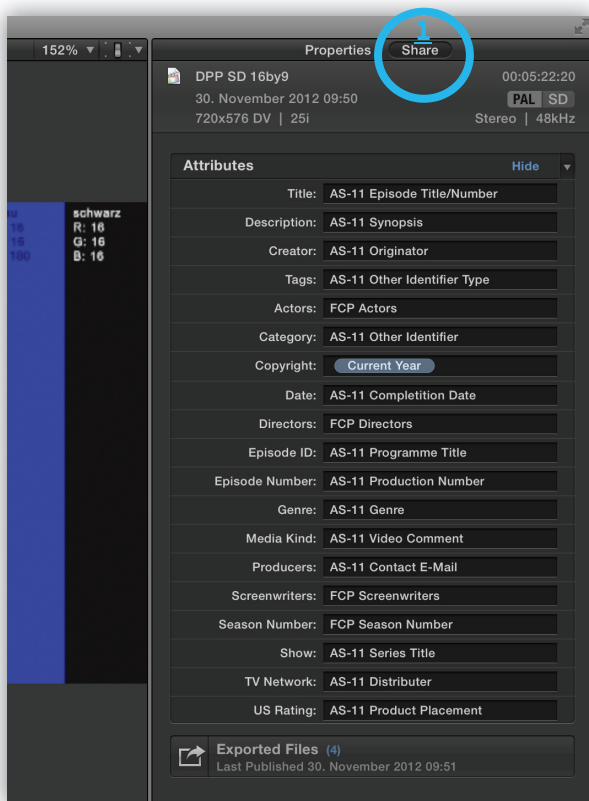 1
152%
Properties Share
DPP SD 16by9 00:05:22:20
30. November 2012 09:50 PAL SD
720x576 DV | 25i Stereo | 48kHz
Attributes Hide
Title: AS-11 Episode Title/Number
Description: AS-11 Synopsis
Creator: AS-11 Originator
Tags: AS-11 Other Identifier Type
Actors: FCP Actors
Category: AS-11 Other Identifier
Copyright: Current Year
Date: AS-11 Completition Date
Directors: FCP Directors
Episode ID: AS-11 Programme Title
Episode Number: AS-11 Production Number
Genre: AS-11 Genre
Media Kind: AS-11 Video Comment
Producers: AS-11 Contact E-Mail
Screenwriters: FCP Screenwriters
Season Number: FCP Season Number
Show: AS-11 Series Title
TV Network: AS-11 Distributer
US Rating: AS-11 Product Placement
Exported Files (4)
Last Published 30. November 2012 09:51
schwarz
16 R: 16
16 G: 16
180 B: 16